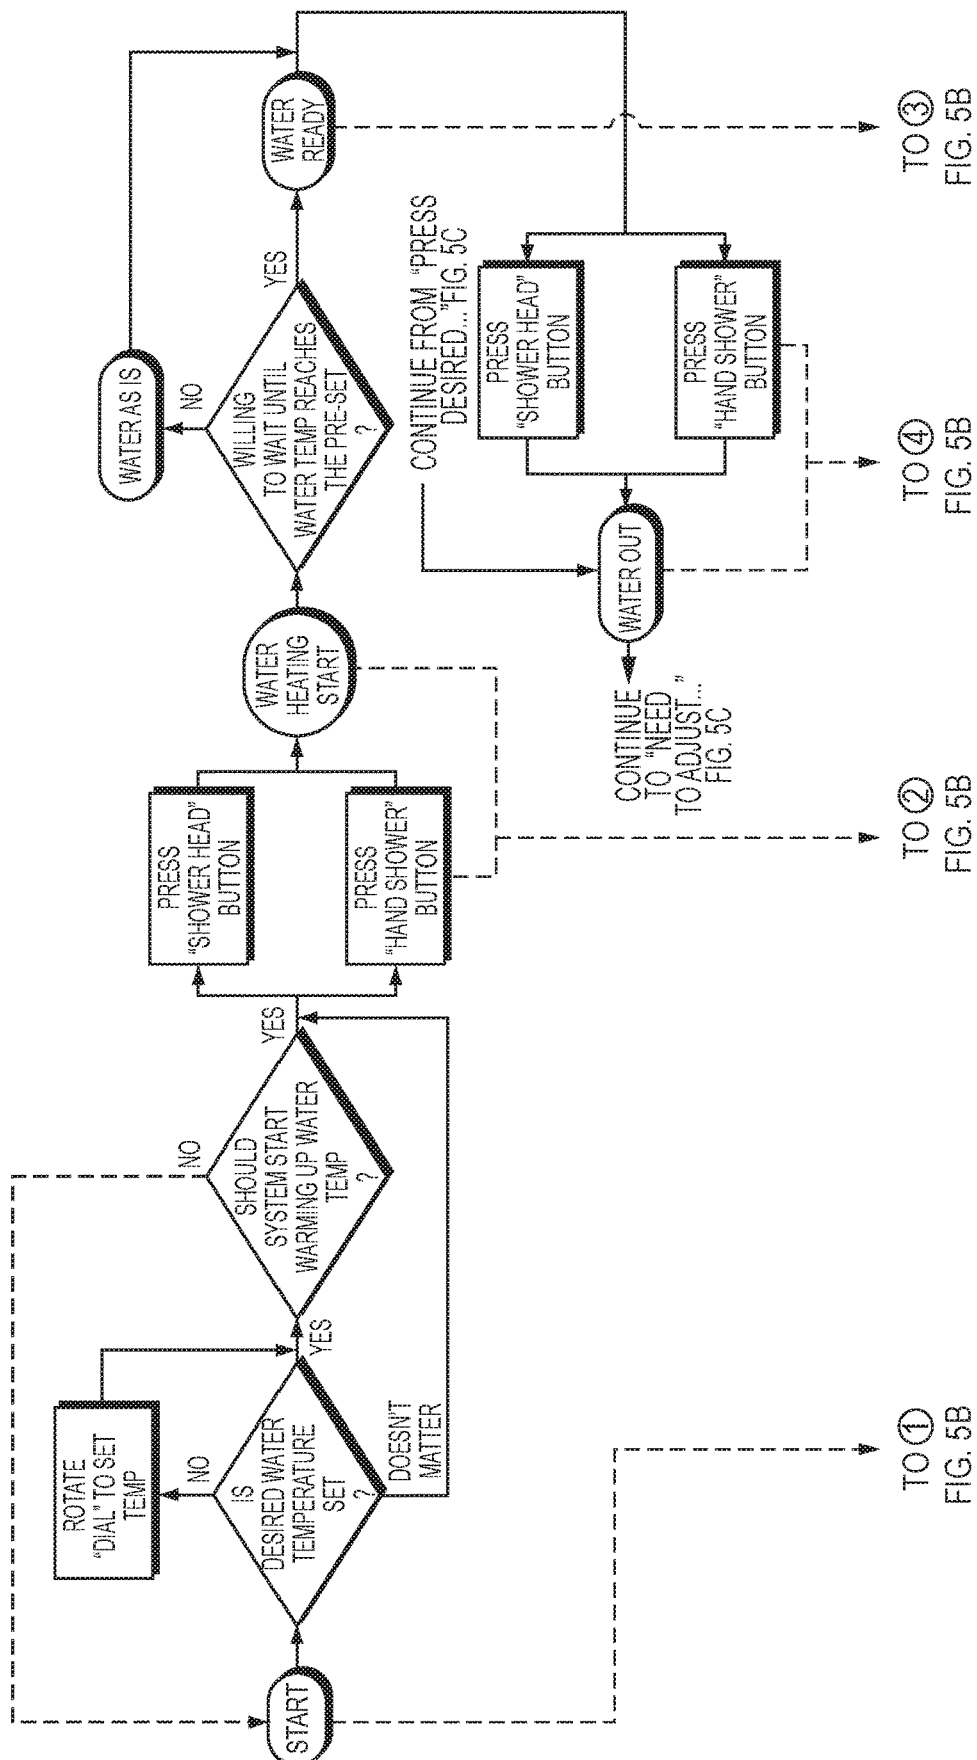 START
ROTATE
"DIAL" TO SET
TEMP
NO
IS
DESIRED WATER
TEMPERATURE
SET
?
YES
DOESN'T
MATTER
NO
SHOULD
SYSTEM START
WARMING UP WATER
TEMP
?
YES
PRESS
"SHOWER HEAD"
BUTTON
PRESS
"HAND SHOWER"
BUTTON
WATER
HEATING
START
WATER AS IS
NO
WILLING
TO WAIT UNTIL
WATER TEMP REACHES
THE PRE-SET
?
YES
WATER
READY
CONTINUE FROM "PRESS
DESIRED..."FIG. 5C
PRESS
"SHOWER HEAD"
BUTTON
PRESS
"HAND SHOWER"
BUTTON
WATER OUT
CONTINUE
TO "NEED
TO ADJUST..."
FIG. 5C
TO 1
FIG. 5B
TO 2
FIG. 5B
TO 4
FIG. 5B
TO 3
FIG. 5B